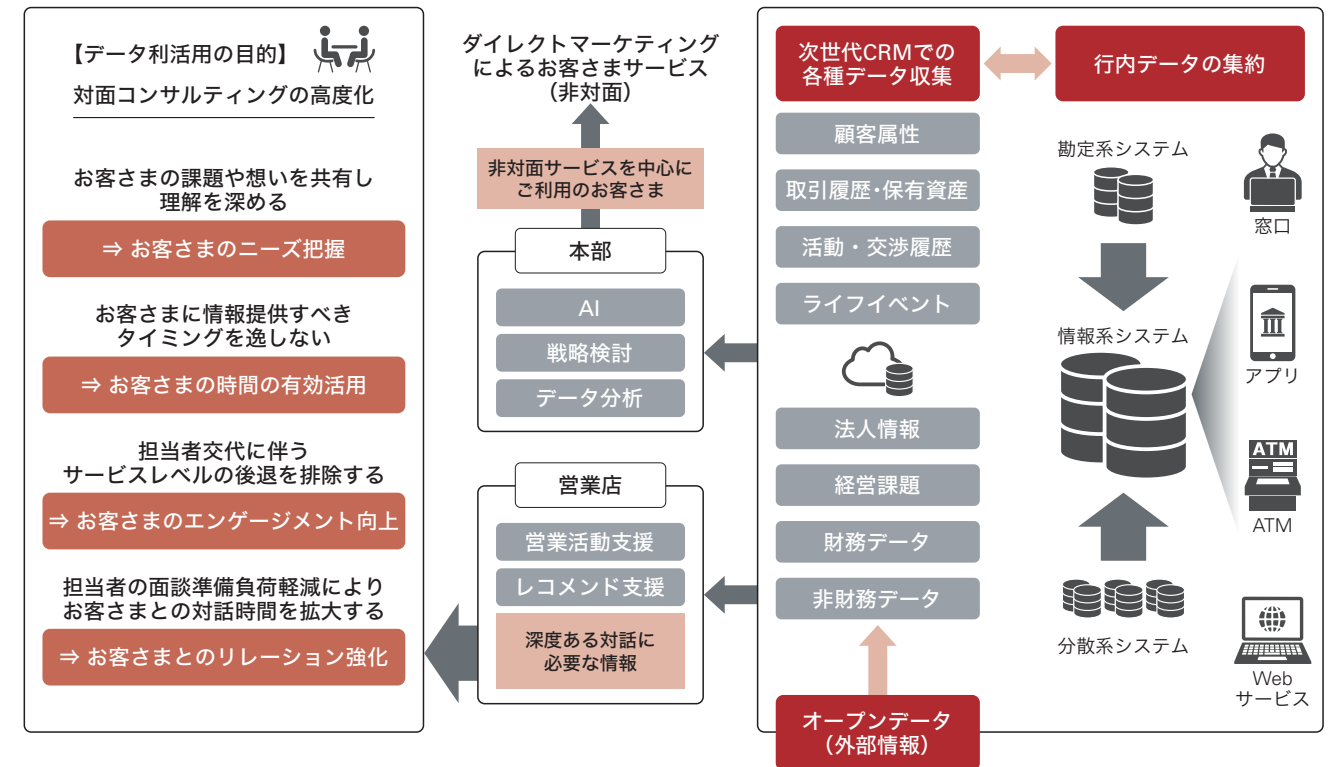 【データ利活用の目的】
対面コンサルティングの高度化
お客さまの課題や想いを共有し
理解を深める
⇒ お客さまのニーズ把握
お客さまに情報提供すべき
タイミングを逸しない
⇒ お客さまの時間の有効活用
担当者交代に伴う
サービスレベルの後退を排除する
⇒ お客さまのエンゲージメント向上
担当者の面談準備負荷軽減により
お客さまとの対話時間を拡大する
⇒ お客さまとのリレーション強化
ダイレクトマーケティング
によるお客さまサービス
（非対面）
非対面サービスを中心に
ご利用のお客さま
本部
AI
戦略検討
データ分析
営業店
営業活動支援
レコメンド支援
深度ある対話に
必要な情報
次世代CRMでの
各種データ収集
顧客属性
取引履歴・保有資産
活動・交渉履歴
ライフイベント
法人情報
経営課題
財務データ
非財務データ
オープンデータ
（外部情報）
行内データの集約
勘定系システム
情報系システム
分散系システム
窓口
アプリ
ATM
ATM
Web
サービス